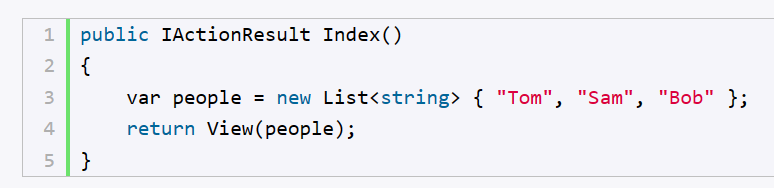 1 public IActionResult Index()
2 {
3     var people = new List<string> { "Tom", "Sam", "Bob" };
4     return View(people);
5 }